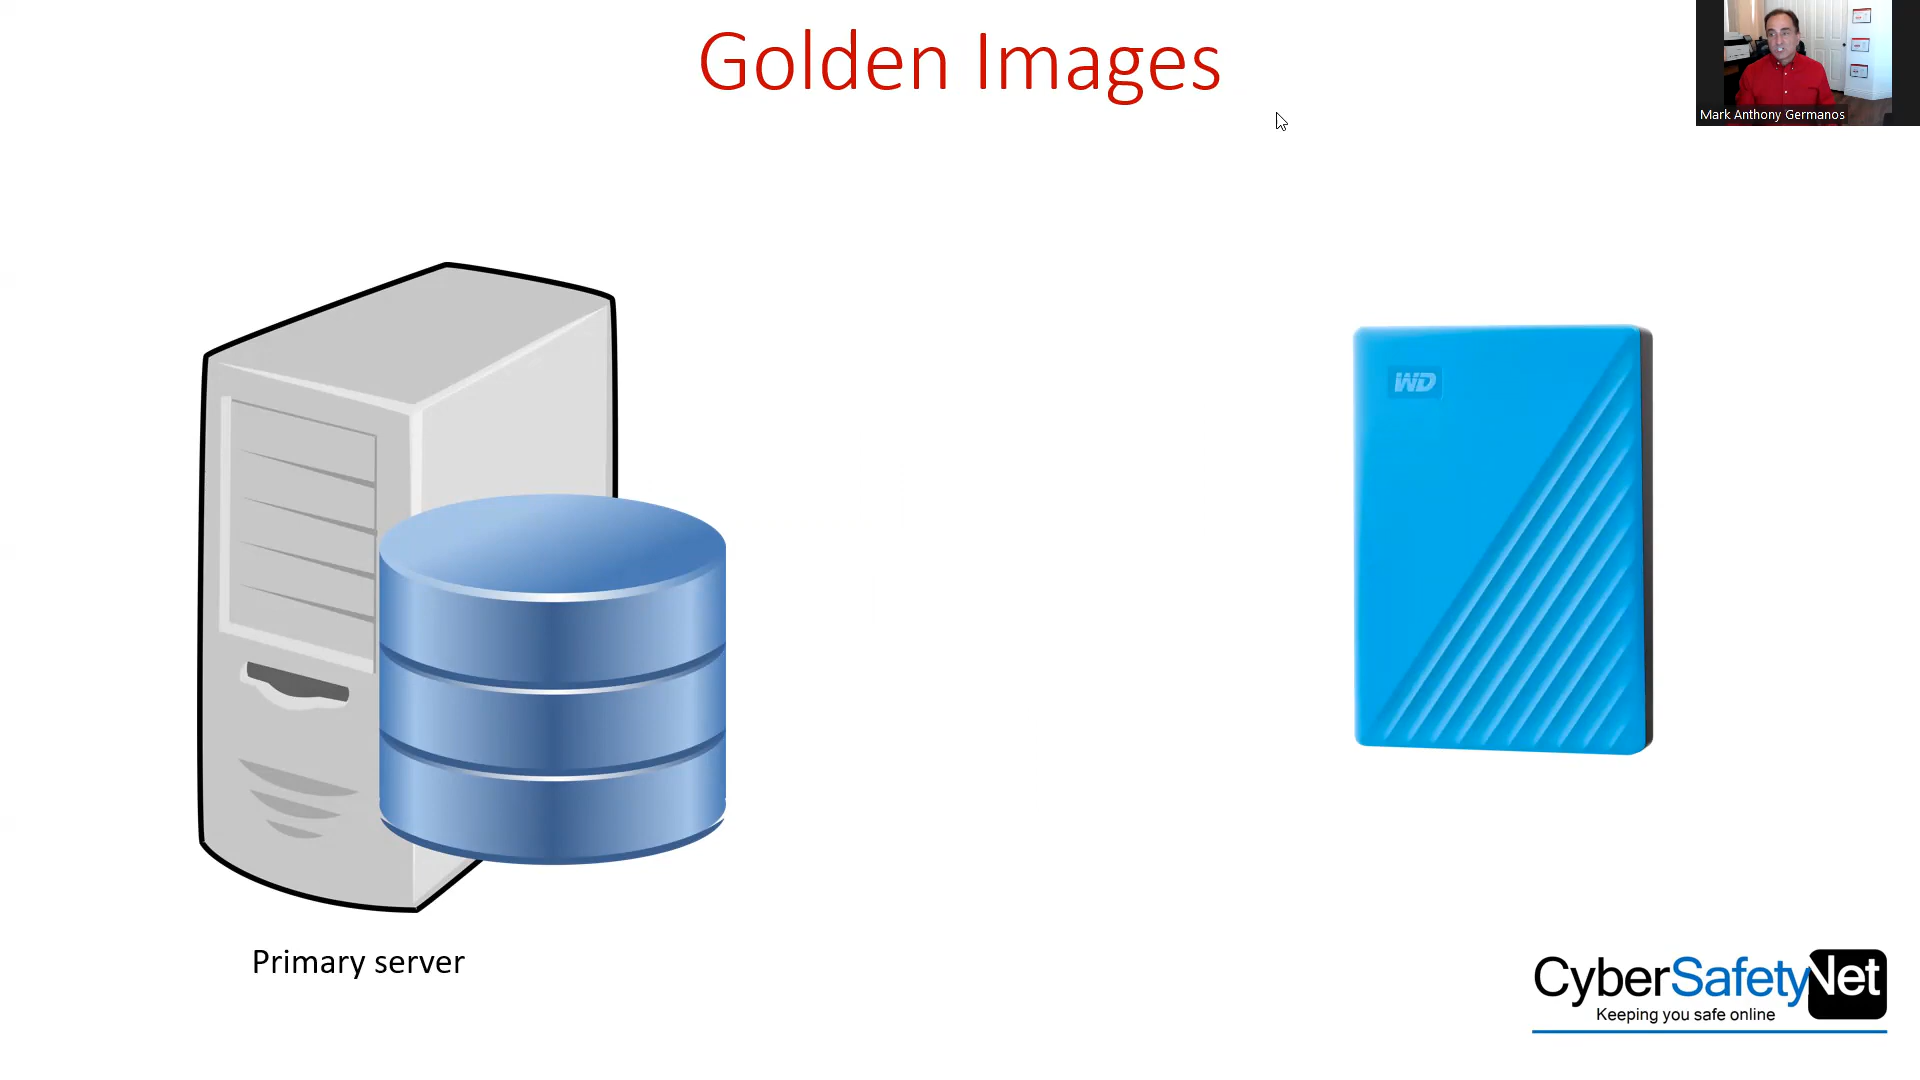 Golden Images
Mark Anthony Germanos
WD
Primary server
CyberSafetyNet
Keeping you safe online